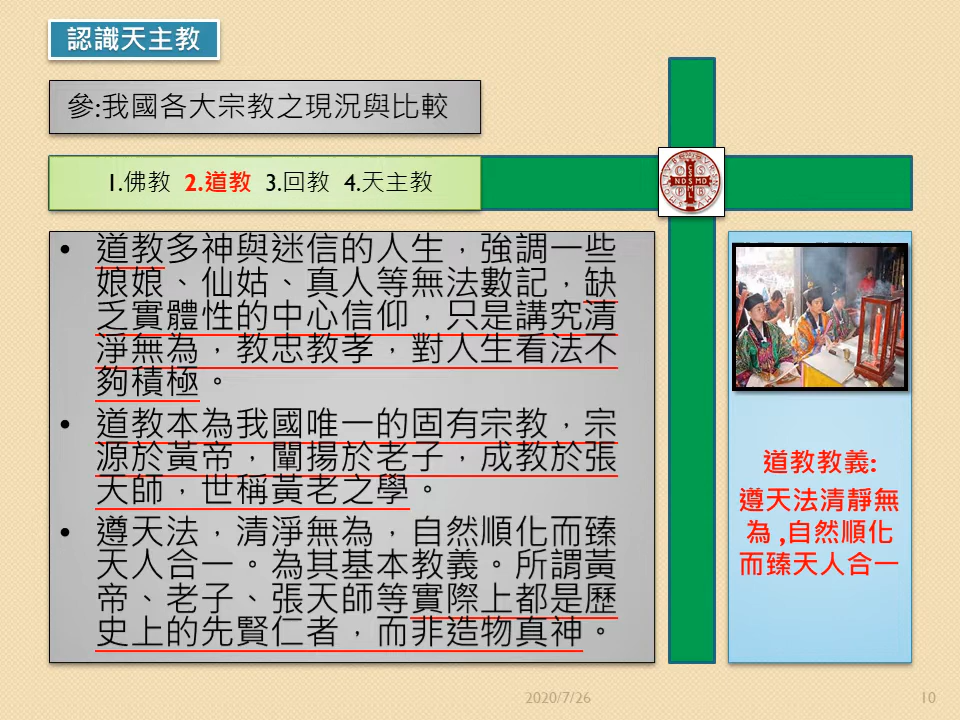 認識天主教
參:我國各大宗教之現況與比較
1.佛教 2.道教 3.回教 4.天主教
• 道教多神與迷信的人生，強調一些
娘娘、仙姑、真人等無法數記，缺
乏實體性的中心信仰，只是講究清
淨無為，教忠教孝，對人生看法不
夠積極。
• 道教本為我國唯一的固有宗教，宗
源於黃帝，闡揚於老子，成教於張
天師，世稱黃老之學。
• 遵天法，清淨無為，自然順化而臻
天人合一。為其基本教義。所謂黃
帝、老子、張天師等實際上都是歷
史上的先賢仁者，而非造物真神。
道教教義:
遵天法清靜無
為,自然順化
而臻天人合一
2020/7/26
10